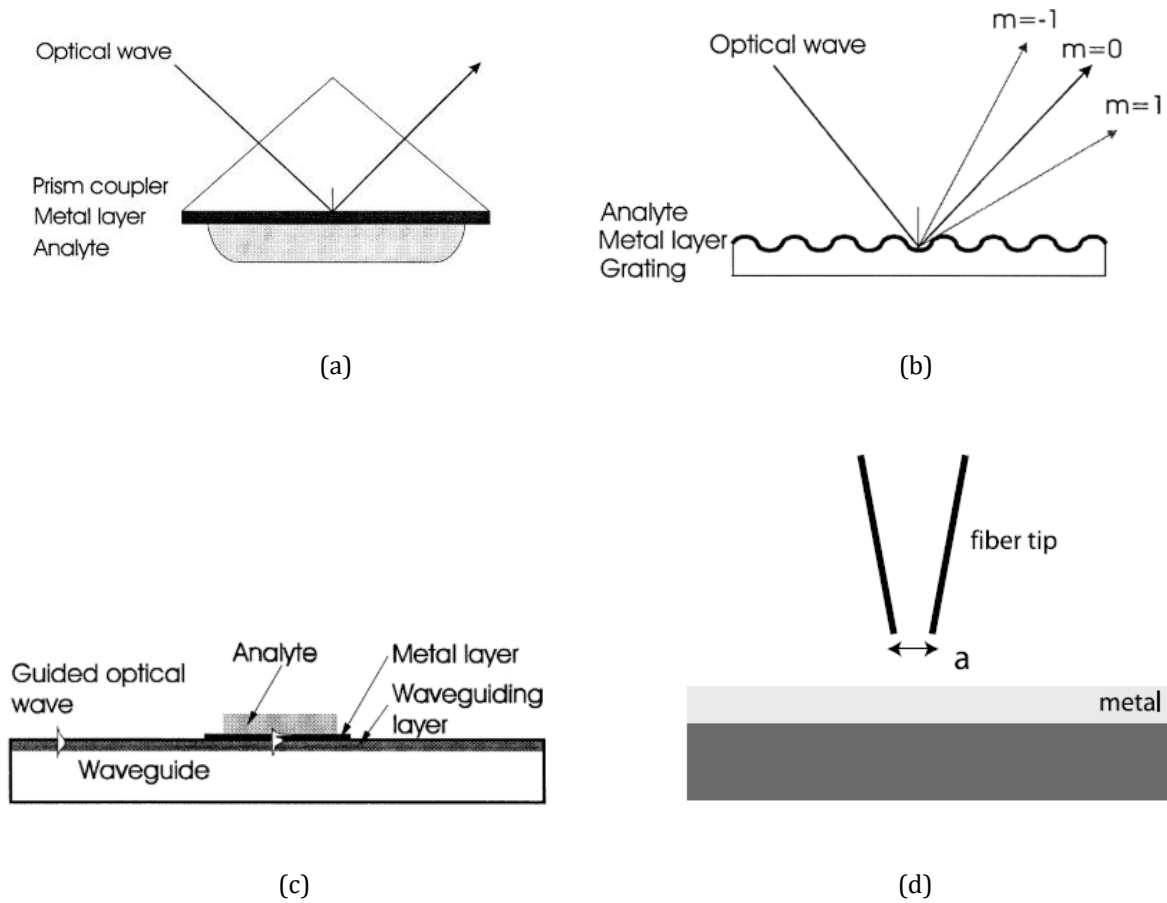 Optical wave
Prism coupler
Metal layer
Analyte
(a)
Optical wave
m=-1
m=0
m=1
Analyte
Metal layer
Grating
(b)
Guided optical
wave
Analyte
Metal layer
Waveguiding
layer
Waveguide
(c)
fiber tip
a
metal
(d)